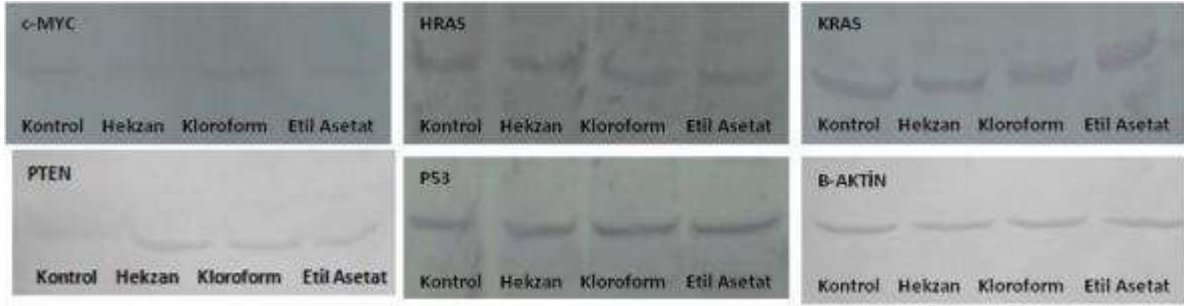 c-MYC
Kontrol Hekzan Kloroform Etil Asetat
HRAS
Kontrol Hekzan Kloroform Etil Asetat
KRAS
Kontrol Hekzan Kloroform Etil Asetat
PTEN
Kontrol Hekzan Kloroform Etil Asetat
P53
Kontrol Hekzan Kloroform Etil Asetat
B-AKTİN
Kontrol Hekzan Kloroform Etil Asetat